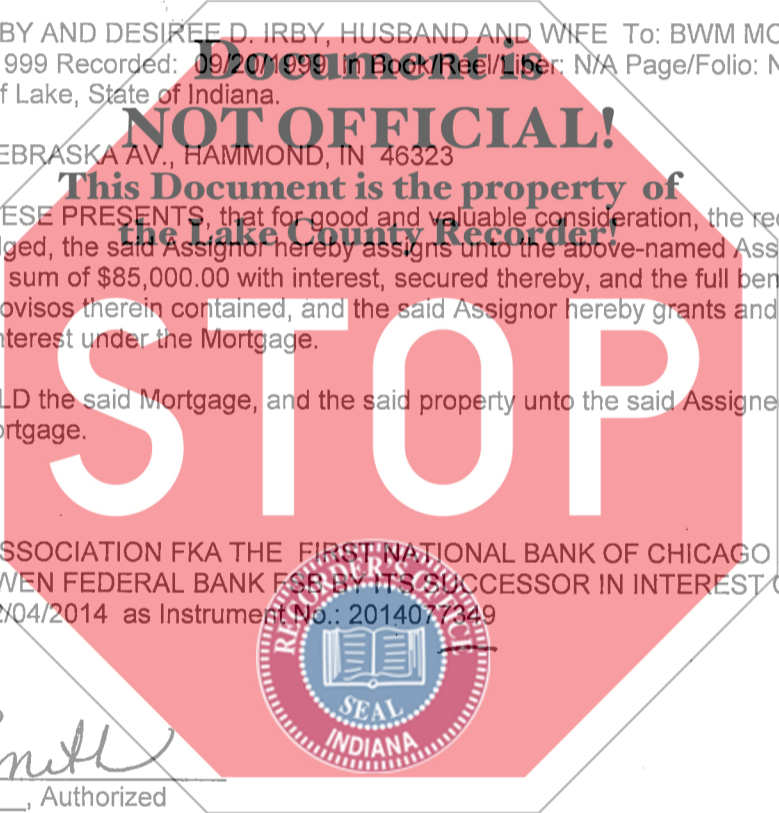 BY AND DESIREE D. IRBY, HUSBAND AND WIFE To: BWM MO
Document is
999 Recorded: 09/20/1999 in Book/Reel/Liber: N/A Page/Folio: N
f Lake, State of Indiana.
NOT OFFICIAL!
EBRASKA AV., HAMMOND, IN 46323
This Document is the property of
ESE PRESENTS, that for good and valuable consideration, the re
the Lake County Recorder!
ged, the said Assignor hereby assigns unto the above-named Ass
sum of $85,000.00 with interest, secured thereby, and the full ben
ovisos therein contained, and the said Assignor hereby grants and
nterest under the Mortgage.
STOP
LD the said Mortgage, and the said property unto the said Assigne
ortgage.
SSOCIATION FKA THE FIRST NATIONAL BANK OF CHICAGO
WEN FEDERAL BANK FSB BY ITS SUCCESSOR IN INTEREST
2/04/2014 as Instrument No.: 2014077349
RECORDER'S OFFICE
SEAL
INDIANA
, Authorized